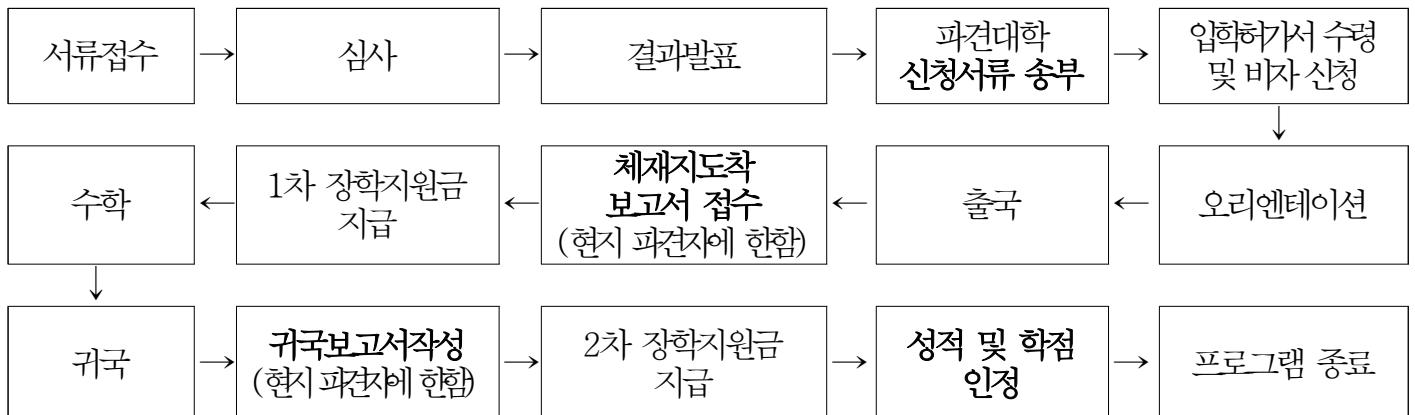 서류접수 → 심사 → 결과발표 → 파견대학
신청서류 송부 → 입학허가서 수령
및 비자 신청
↓
오리엔테이션 ← 출국 ← 체재지도착
보고서 접수
(현지 파견자에 한함) ← 1차 장학지원금
지급 ← 수학
↓
귀국 → 귀국보고서작성
(현지 파견자에 한함) → 2차 장학지원금
지급 → 성적 및 학점
인정 → 프로그램 종료